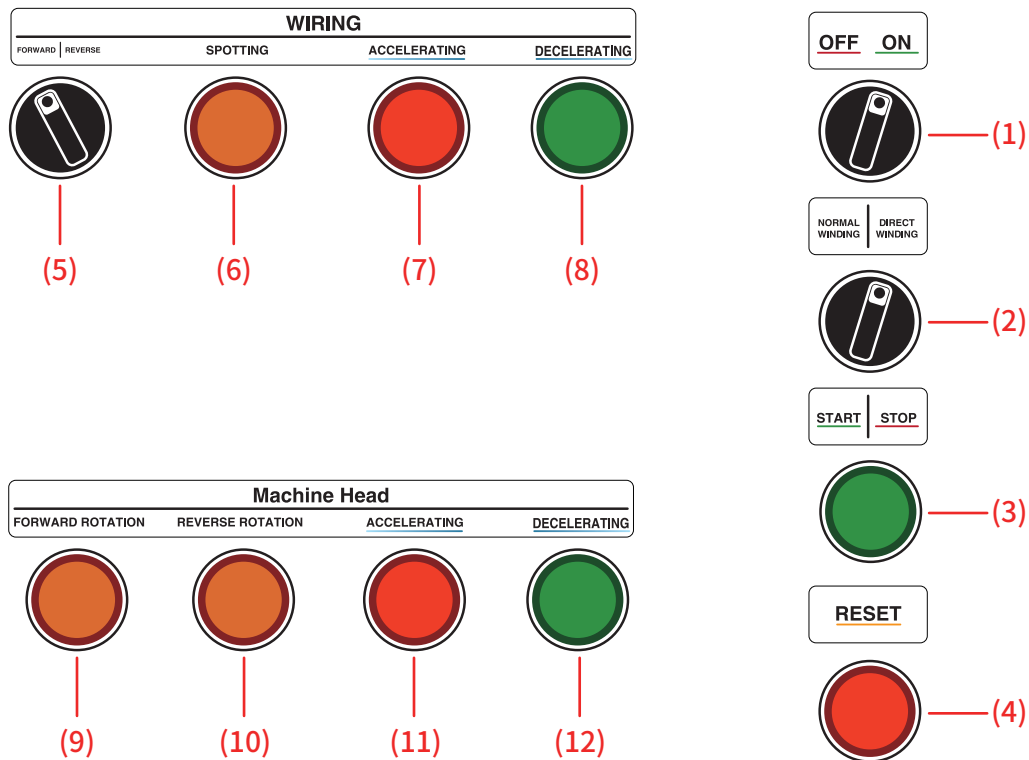 WIRING
FORWARD | REVERSE SPOTTING ACCELERATING DECELERATING
(5) (6) (7) (8)
Machine Head
FORWARD ROTATION REVERSE ROTATION ACCELERATING DECELERATING
(9) (10) (11) (12)
OFF ON
(1)
NORMAL WINDING | DIRECT WINDING
(2)
START | STOP
(3)
RESET
(4)